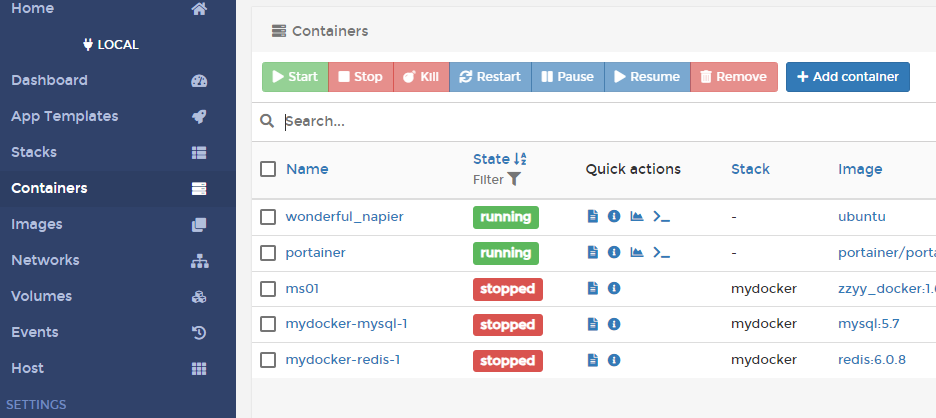 Home
LOCAL
Dashboard
App Templates
Stacks
Containers
Images
Networks
Volumes
Events
Host
SETTINGS
Containers
Start Stop Kill Restart Pause Resume Remove Add container
Search...
Name State Filter Quick actions Stack Image
wonderful_napier running - ubuntu
portainer running - portainer/porta
ms01 stopped mydocker zzyy_docker:1.6
mydocker-mysql-1 stopped mydocker mysql:5.7
mydocker-redis-1 stopped mydocker redis:6.0.8